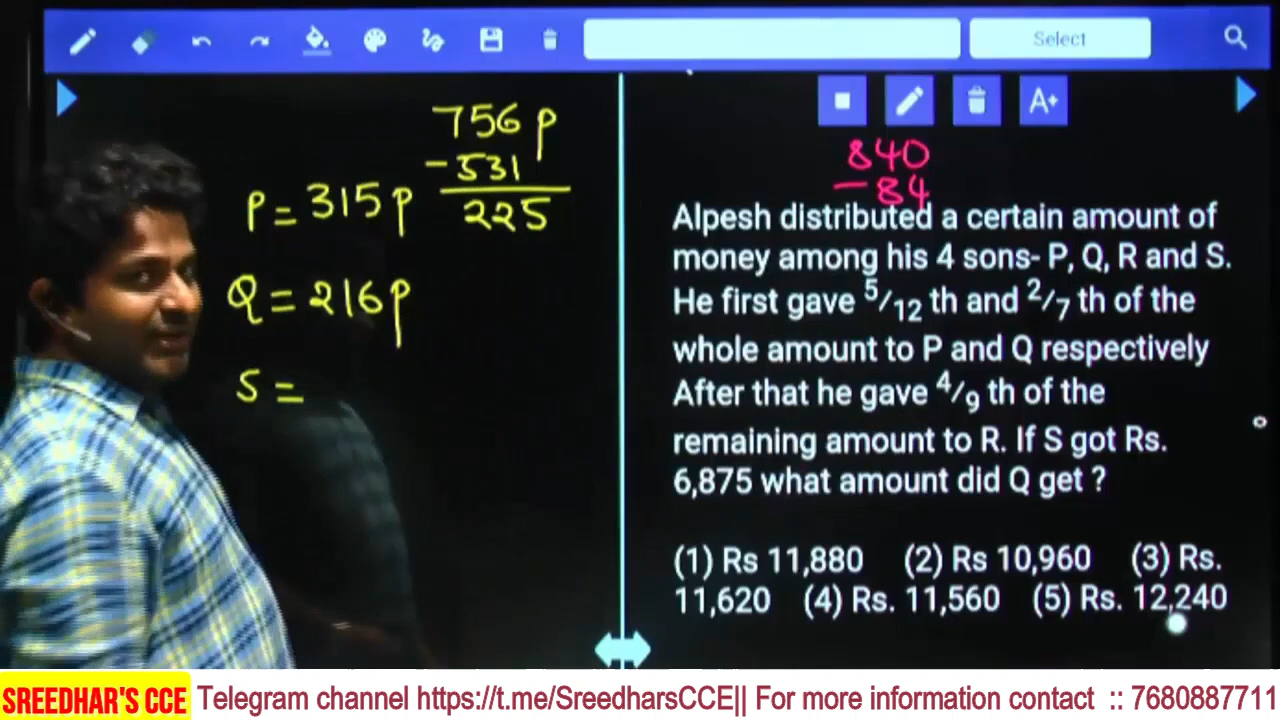 Select
A+
756 p
- 531
225
P = 315 p
Q = 216 p
S =
840
- 84
Alpesh distributed a certain amount of
money among his 4 sons- P, Q, R and S.
He first gave 5/12 th and 2/7 th of the
whole amount to P and Q respectively
After that he gave 4/9 th of the
remaining amount to R. If S got Rs.
6,875 what amount did Q get ?
(1) Rs 11,880 (2) Rs 10,960 (3) Rs.
11,620 (4) Rs. 11,560 (5) Rs. 12,240
SREEDHAR'S CCE Telegram channel https://t.me/SreedharsCCE|| For more information contact :: 7680887711